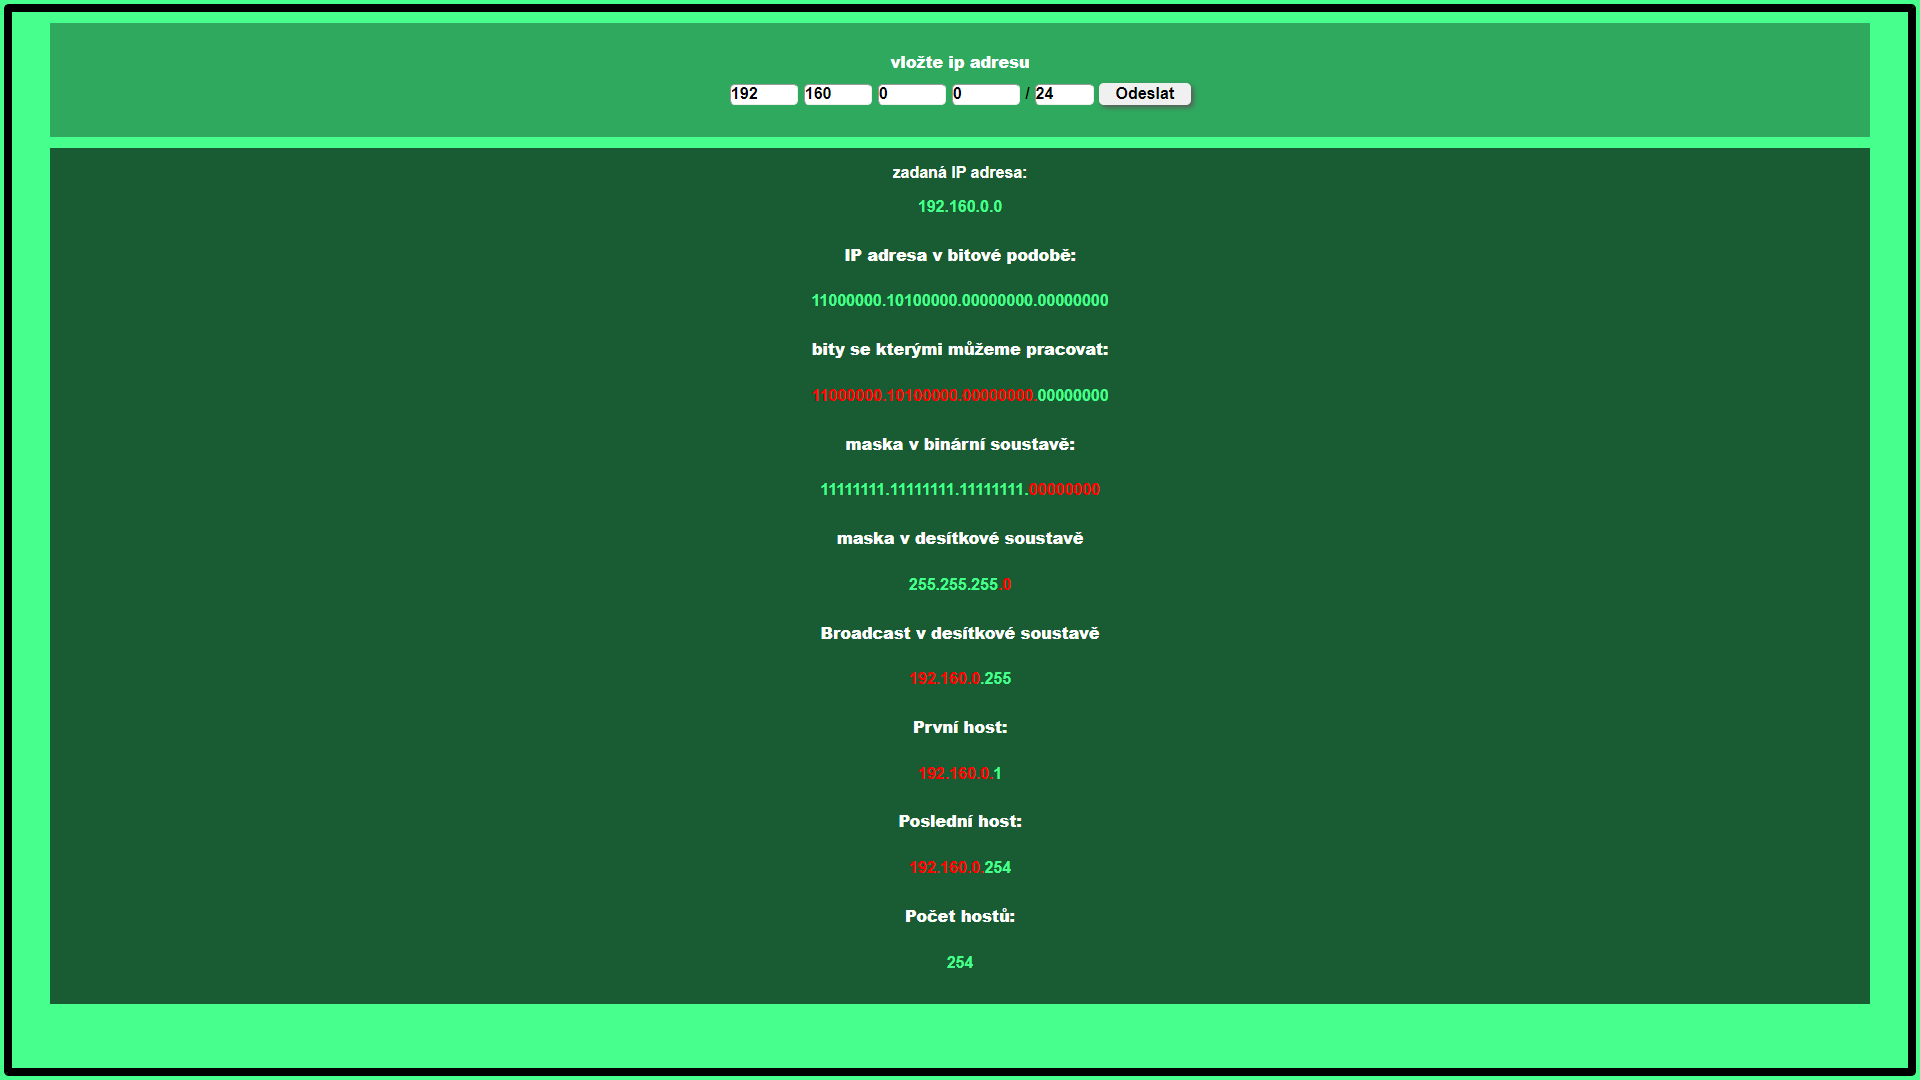 vložte ip adresu
192 160 0 0 / 24 Odeslat
zadaná IP adresa:
192.160.0.0
IP adresa v bitové podobě:
11000000.10100000.00000000.00000000
bity se kterými můžeme pracovat:
11000000.10100000.00000000.00000000
maska v binární soustavě:
11111111.11111111.11111111.00000000
maska v desítkové soustavě
255.255.255.0
Broadcast v desítkové soustavě
192.160.0.255
První host:
192.160.0.1
Poslední host:
192.160.0.254
Počet hostů:
254